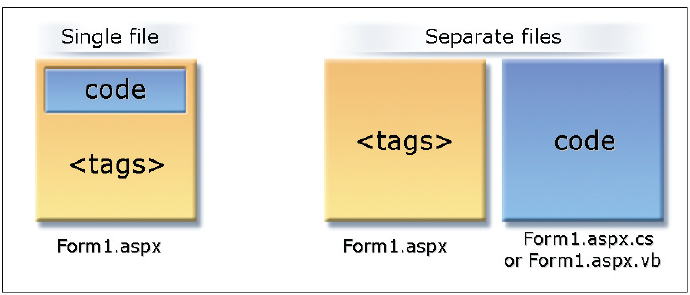 Single file
Separate files
code
<tags>
<tags>
code
Form1.aspx
Form1.aspx
Form1.aspx.cs
or Form1.aspx.vb